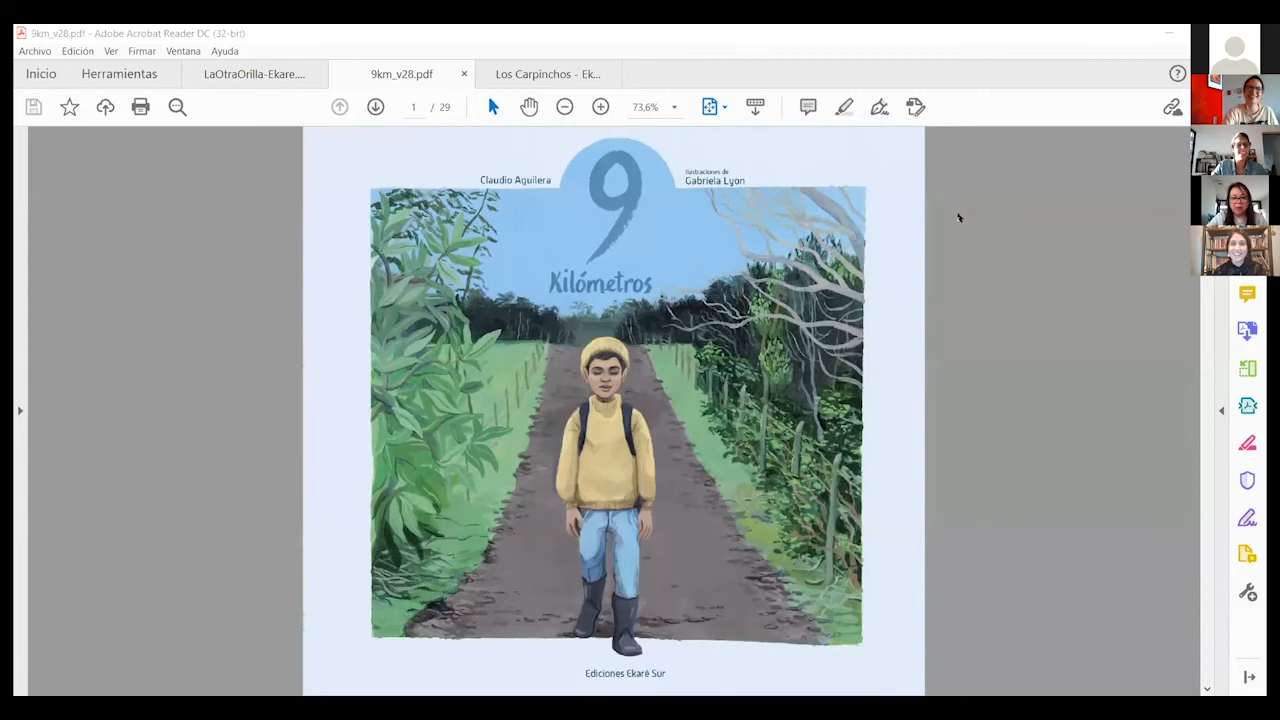 9km_v28.pdf - Adobe Acrobat Reader DC (32-bit)
Archivo Edición Ver Firmar Ventana Ayuda
Inicio Herramientas LaOtraOrilla-Ekare.... 9km_v28.pdf × Los Carpinchos - Ek...
1 / 29 73,6%
9
Claudio Aguilera
Ilustraciones de
Gabriela Lyon
Kilómetros
Ediciones Ekaré Sur